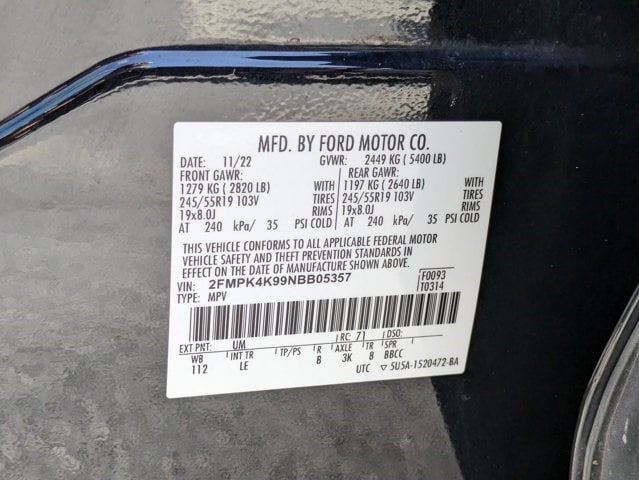 MFD. BY FORD MOTOR CO.
DATE: 11/22 GVWR: 2449 KG ( 5400 LB)
FRONT GAWR: REAR GAWR:
1279 KG ( 2820 LB) WITH 1197 KG ( 2640 LB) WITH
245/55R19 103V TIRES 245/55R19 103V TIRES
19x8.0J RIMS 19x8.0J RIMS
AT 240 kPa/ 35 PSI COLD AT 240 kPa/ 35 PSI COLD
THIS VEHICLE CONFORMS TO ALL APPLICABLE FEDERAL MOTOR
VEHICLE SAFETY AND THEFT PREVENTION STANDARDS IN
EFFECT ON THE DATE OF MANUFACTURE SHOWN ABOVE.
VIN: 2FMPK4K99NBB05357 F0093
TYPE: MPV T0314
EXT PNT: UM RC: 71 DSO:
WB INT TR TP/PS R AXLE TR SPR
112 LE B 3K 8 BBCC
UTC ▽ 5U5A-1520472-BA